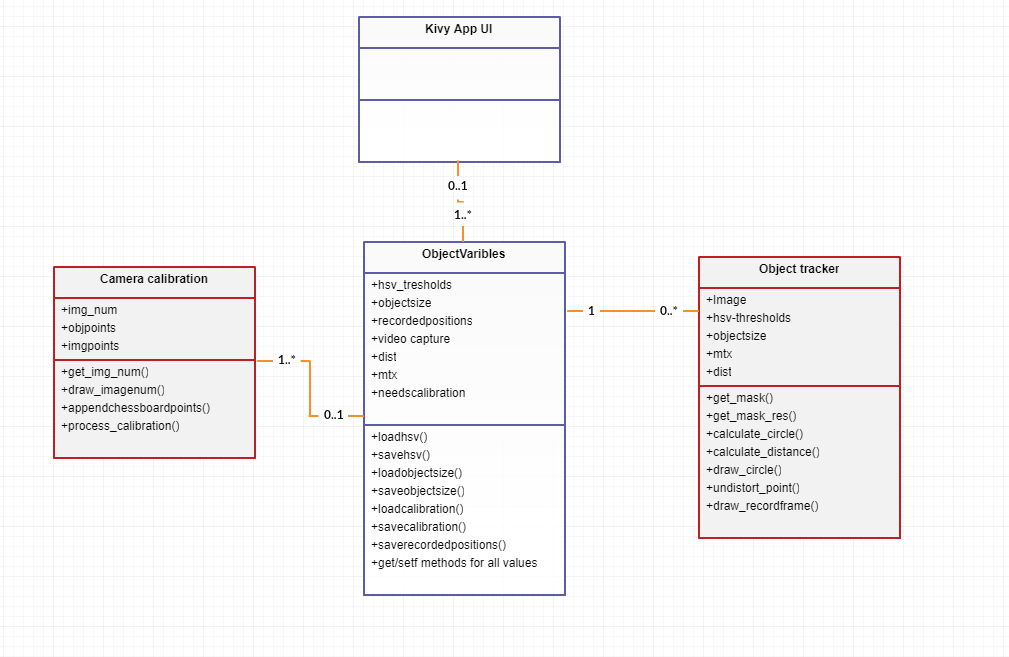 Kivy App UI
0..1
1..*
Camera calibration
+img_num
+objpoints
+imgpoints
+get_img_num()
+draw_imagenum()
+appendchessboardpoints()
+process_calibration()
1..*
0..1
ObjectVaribles
+hsv_tresholds
+objectsize
+recordedpositions
+video capture
+dist
+mtx
+needscalibration
+loadhsv()
+savehsv()
+loadobjectsize()
+saveobjectsize()
+loadcalibration()
+savecalibration()
+saverecordedpositions()
+get/setf methods for all values
1
0..*
Object tracker
+Image
+hsv-thresholds
+objectsize
+mtx
+dist
+get_mask()
+get_mask_res()
+calculate_circle()
+calculate_distance()
+draw_circle()
+undistort_point()
+draw_recordframe()